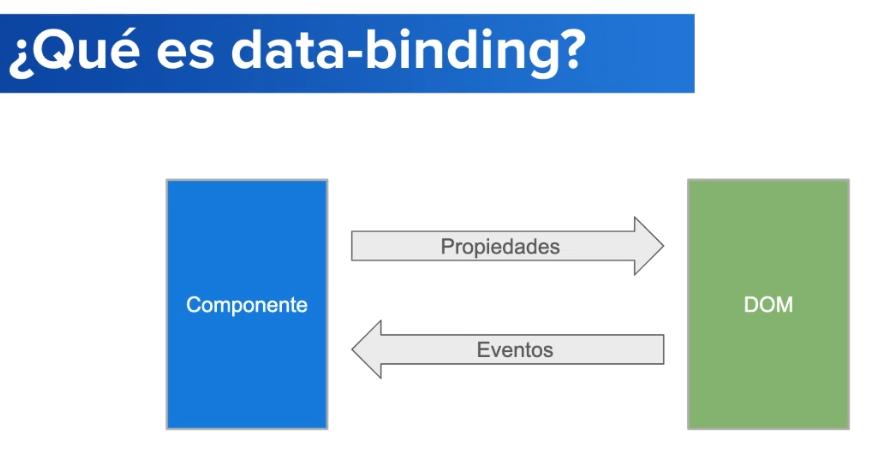 ¿Qué es data-binding?
Propiedades
Componente
DOM
Eventos